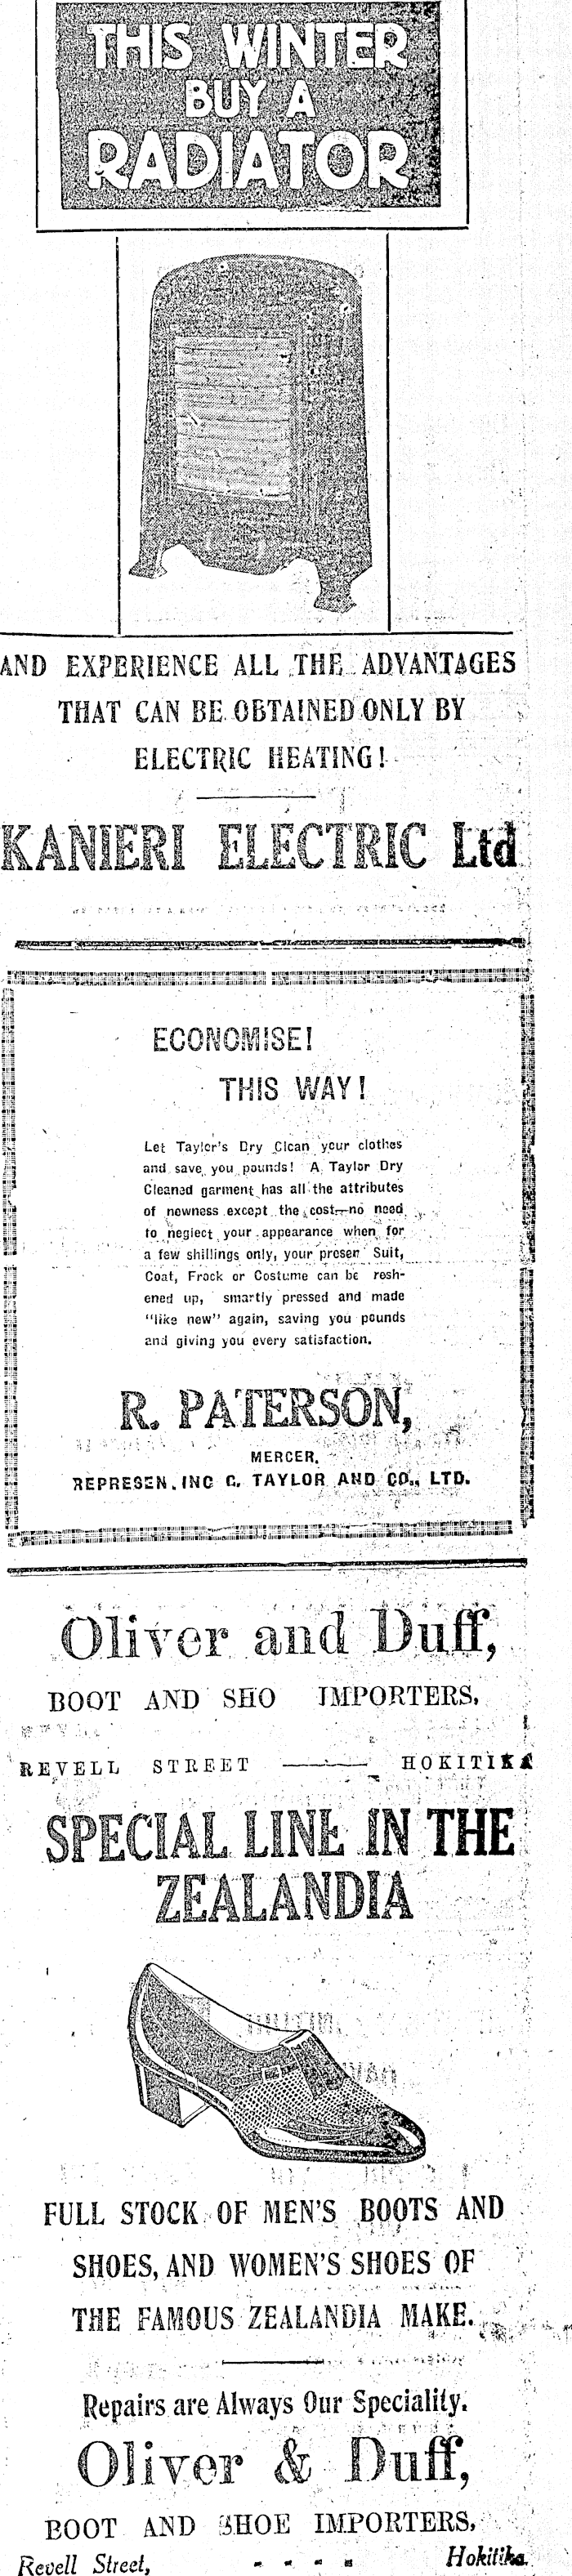 THIS WINTER
BUY A
RADIATOR
AND EXPERIENCE ALL THE ADVANTAGES
THAT CAN BE OBTAINED ONLY BY
ELECTRIC HEATING!
KANIERI ELECTRIC Ltd
ECONOMISE!
THIS WAY!
Let Taylor's Dry Clean your clothes
and save you pounds! A Taylor Dry
Cleaned garment has all the attributes
of newness except the cost—no need
to neglect your appearance when for
a few shillings only, your presen Suit,
Coat, Frock or Costume can be resh-
ened up, smartly pressed and made
"like new" again, saving you pounds
and giving you every satisfaction.
R. PATERSON,
MERCER.
REPRESEN.ING G. TAYLOR AND CO., LTD.
Oliver and Duff,
BOOT AND SHO IMPORTERS,
REVELL STREET — HOKITIKA
SPECIAL LINE IN THE
ZEALANDIA
FULL STOCK OF MEN'S BOOTS AND
SHOES, AND WOMEN'S SHOES OF
THE FAMOUS ZEALANDIA MAKE.
Repairs are Always Our Speciality.
Oliver & Duff,
BOOT AND SHOE IMPORTERS,
Revell Street, - - - - Hokitika.